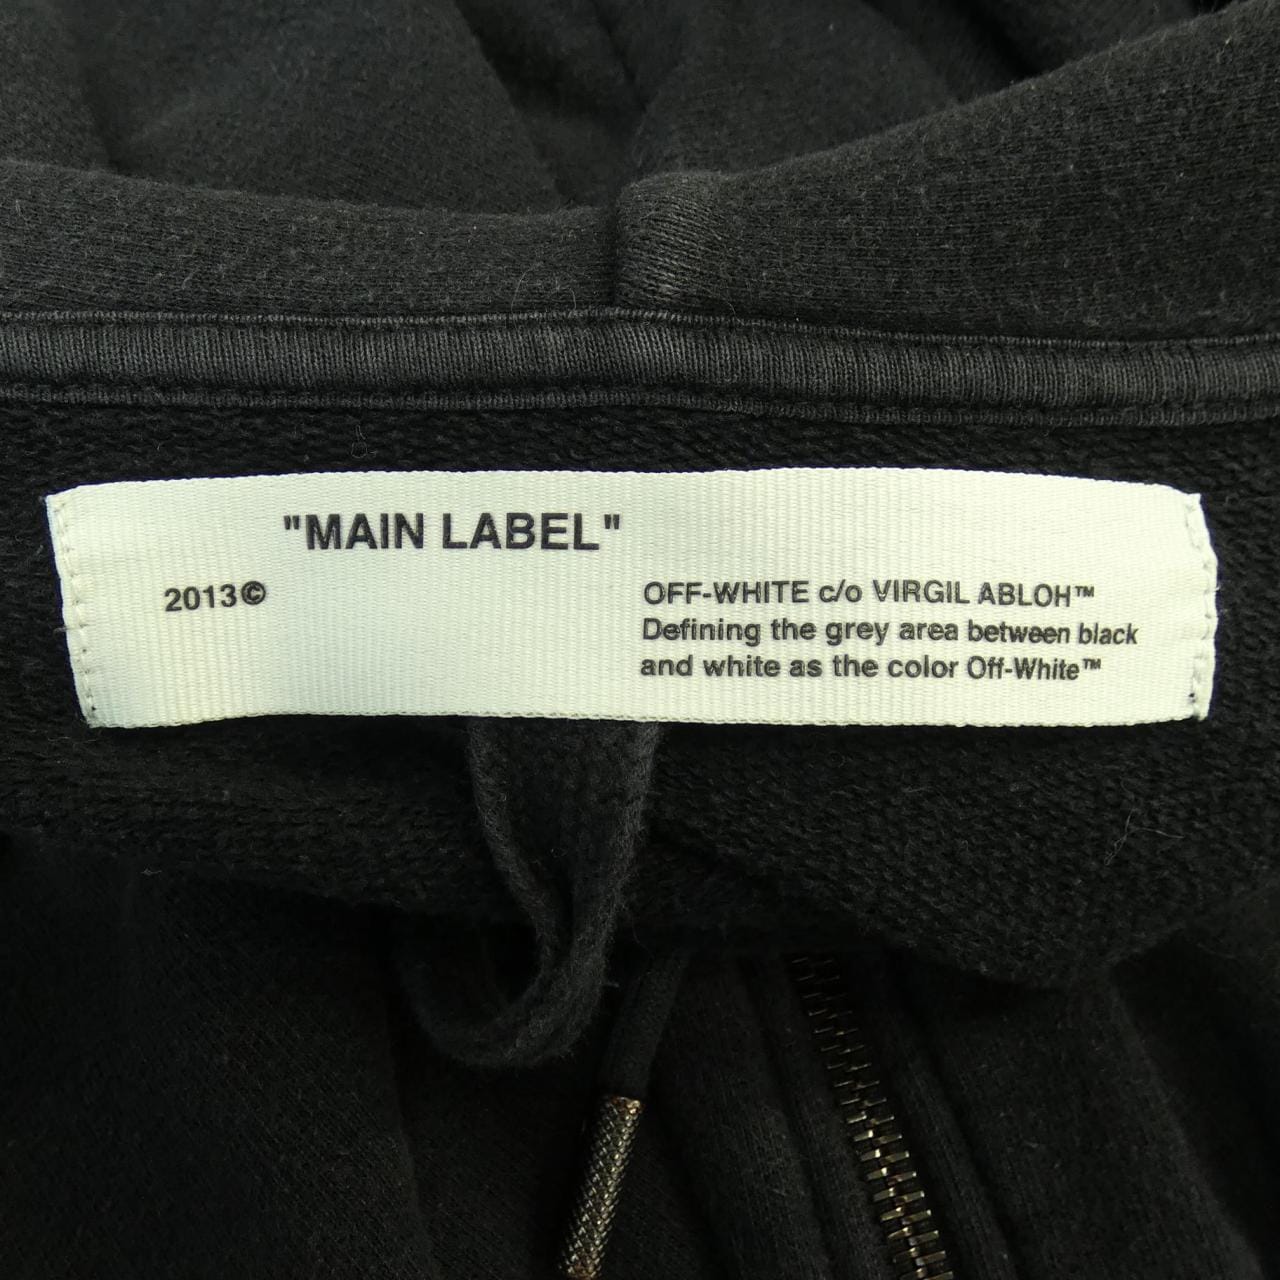 "MAIN LABEL"
2013©
OFF-WHITE c/o VIRGIL ABLOH™
Defining the grey area between black
and white as the color Off-White™